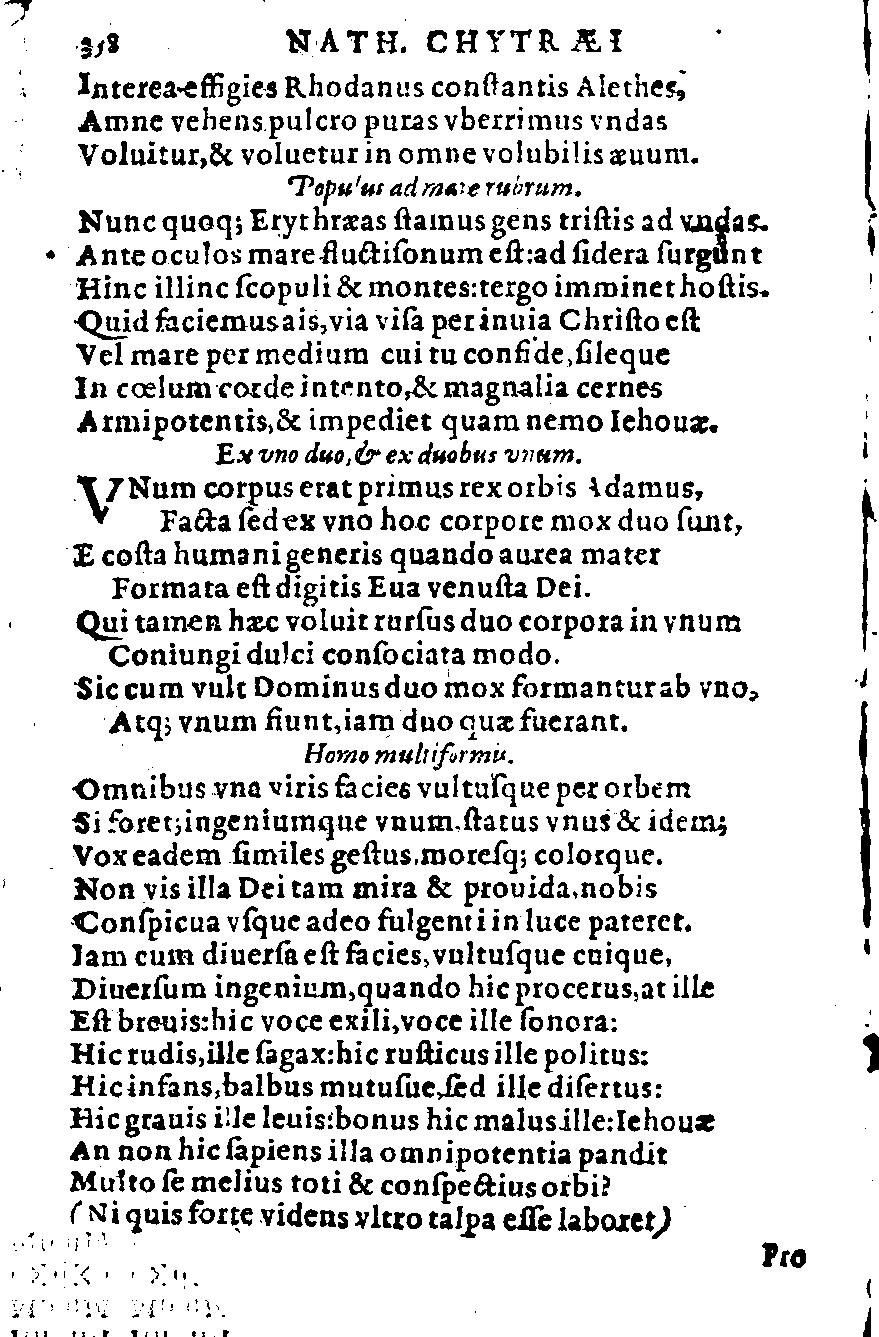 358 NATH. CHYTRÆI
Interea effigies Rhodanus conſtantis Alethes,
Amne vehens pulcro puras vberrimus vndas
Voluitur,& voluetur in omne volubilis æuum.
Populus ad mare rubrum.
Nunc quoq; Erythræas ſtamus gens triſtis ad vndas.
Ante oculos mare fluctiſonum eſt:ad ſidera ſurgunt
Hinc illinc ſcopuli & montes:tergo imminet hoſtis.
Quid faciemus ais,via viſa per inuia Chriſto eſt
Vel mare per medium cui tu confide,ſileque
In cœlum corde intento,& magnalia cernes
Armipotentis,& impediet quam nemo Iehouæ.
Ex vno duo,& ex duobus vnum.
VNum corpus erat primus rex orbis Adamus,
Facta ſed ex vno hoc corpore mox duo ſunt,
E coſta humani generis quando aurea mater
Formata eſt digitis Eua venuſta Dei.
Qui tamen hæc voluit rurſus duo corpora in vnum
Coniungi dulci conſociata modo.
Sic cum vult Dominus duo mox formantur ab vno,
Atq; vnum fiunt,iam duo quæ fuerant.
Homo multiformis.
Omnibus vna viris facies vultuſque per orbem
Si foret;ingeniumque vnum,ſtatus vnus & idem;
Vox eadem ſimiles geſtus,moreſq; colorque.
Non vis illa Dei tam mira & prouida,nobis
Conſpicua vſque adeo fulgenti in luce pateret.
Iam cum diuerſa eſt facies,vultuſque cuique,
Diuerſum ingenium,quando hic procerus,at ille
Eſt breuis:hic voce exili,voce ille ſonora:
Hic rudis,ille ſagax:hic ruſticus ille politus:
Hic infans,balbus mutuſue,ſed ille diſertus:
Hic grauis ille leuis:bonus hic malus ille:Iehouæ
An non hic ſapiens illa omnipotentia pandit
Multo ſe melius toti & conſpectius orbi?
(Ni quis forte videns vltro talpa eſſe laboret)
Pro